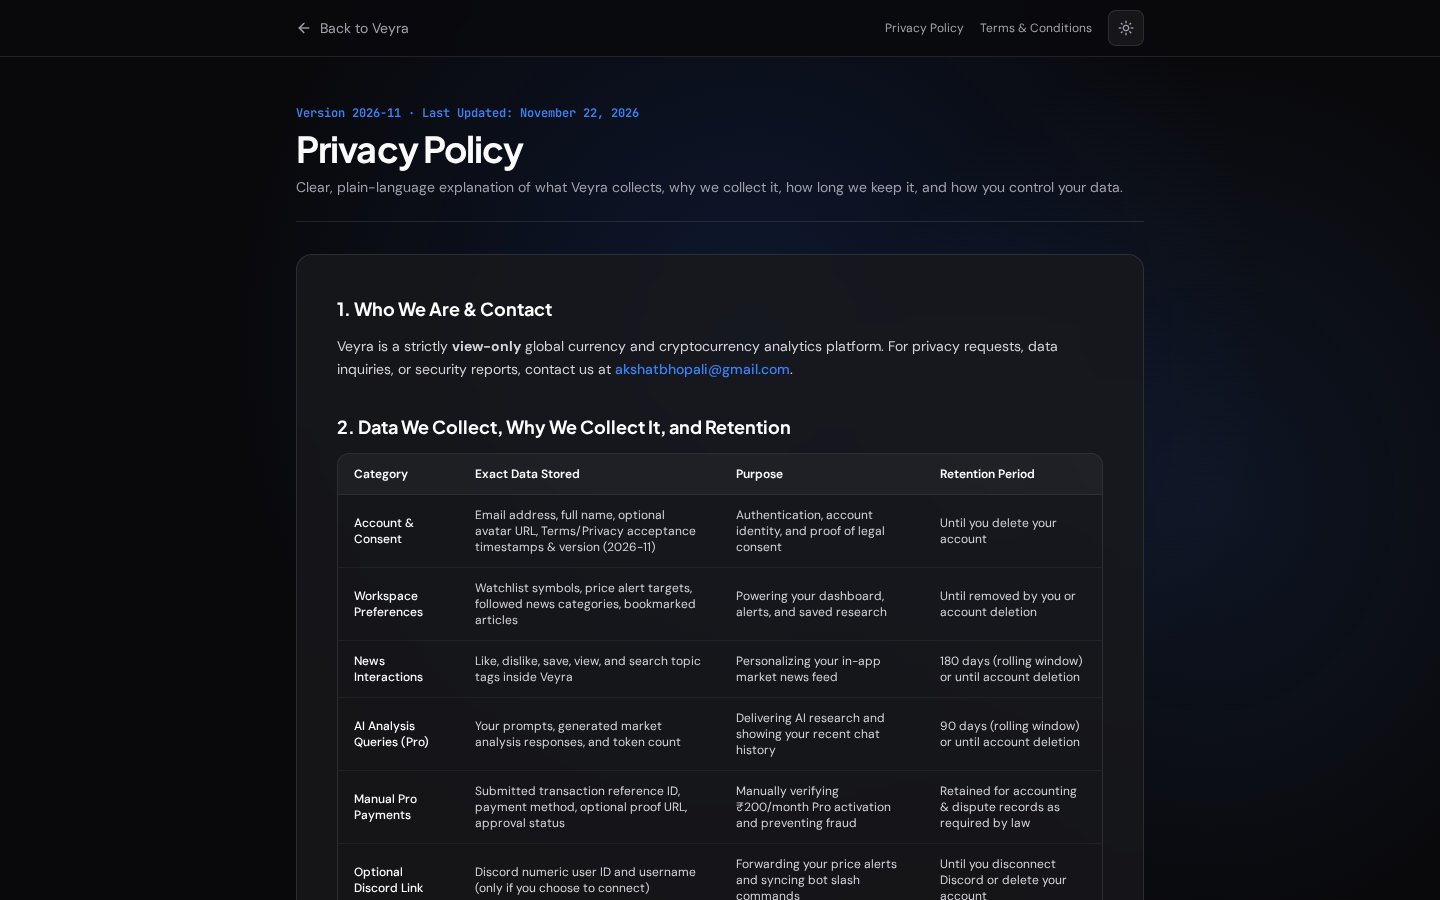 Back to Veyra
Privacy Policy
Terms & Conditions
Version 2026-11 · Last Updated: November 22, 2026
Privacy Policy
Clear, plain-language explanation of what Veyra collects, why we collect it, how long we keep it, and how you control your data.
1. Who We Are & Contact
Veyra is a strictly view-only global currency and cryptocurrency analytics platform. For privacy requests, data
inquiries, or security reports, contact us at akshatbhopali@gmail.com.
2. Data We Collect, Why We Collect It, and Retention
Category
Exact Data Stored
Purpose
Retention Period
Account &
Consent
Email address, full name, optional
avatar URL, Terms/Privacy acceptance
timestamps & version (2026-11)
Authentication, account
identity, and proof of legal
consent
Until you delete your
account
Workspace
Preferences
Watchlist symbols, price alert targets,
followed news categories, bookmarked
articles
Powering your dashboard,
alerts, and saved research
Until removed by you or
account deletion
News
Interactions
Like, dislike, save, view, and search topic
tags inside Veyra
Personalizing your in-app
market news feed
180 days (rolling window)
or until account deletion
AI Analysis
Queries (Pro)
Your prompts, generated market
analysis responses, and token count
Delivering AI research and
showing your recent chat
history
90 days (rolling window)
or until account deletion
Manual Pro
Payments
Submitted transaction reference ID,
payment method, optional proof URL,
approval status
Manually verifying
₹200/month Pro activation
and preventing fraud
Retained for accounting
& dispute records as
required by law
Optional
Discord Link
Discord numeric user ID and username
(only if you choose to connect)
Forwarding your price alerts
and syncing bot slash
commands
Until you disconnect
Discord or delete your
account